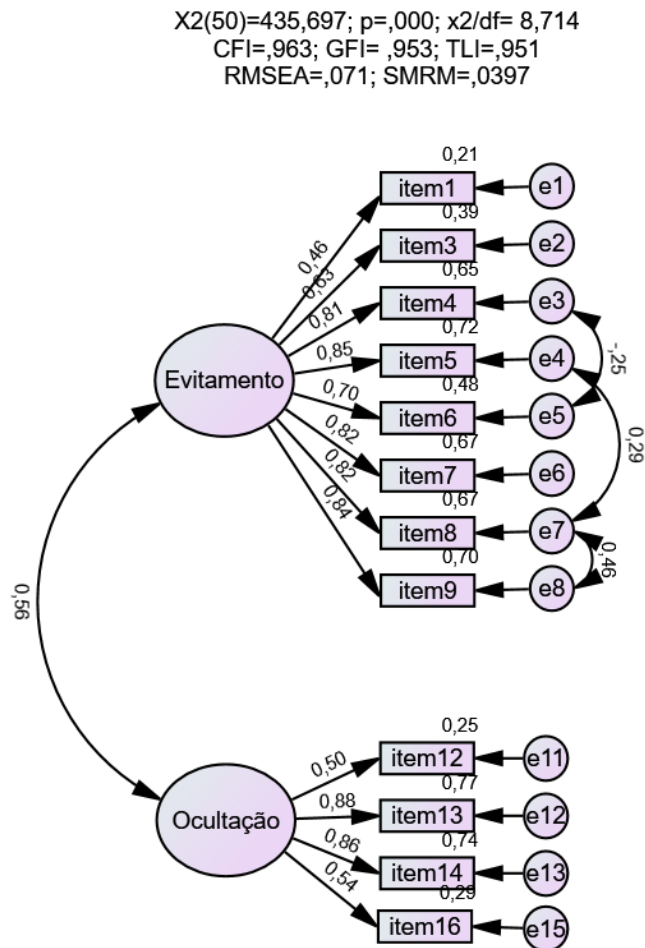 X2(50)=435,697; p=,000; x2/df= 8,714
CFI=,963; GFI= ,953; TLI=,951
RMSEA=,071; SMRM=,0397
0,21
item1
e1
0,46
0,39
item3
e2
0,63
0,65
item4
e3
0,81
0,72
item5
e4
0,85
-,25
Evitamento
0,48
item6
e5
0,70
0,29
0,67
item7
e6
0,82
0,67
item8
e7
0,82
0,46
0,70
item9
e8
0,84
0,56
0,25
item12
e11
0,50
0,77
item13
e12
0,88
Ocultação
0,74
item14
e13
0,86
0,29
item16
e15
0,54